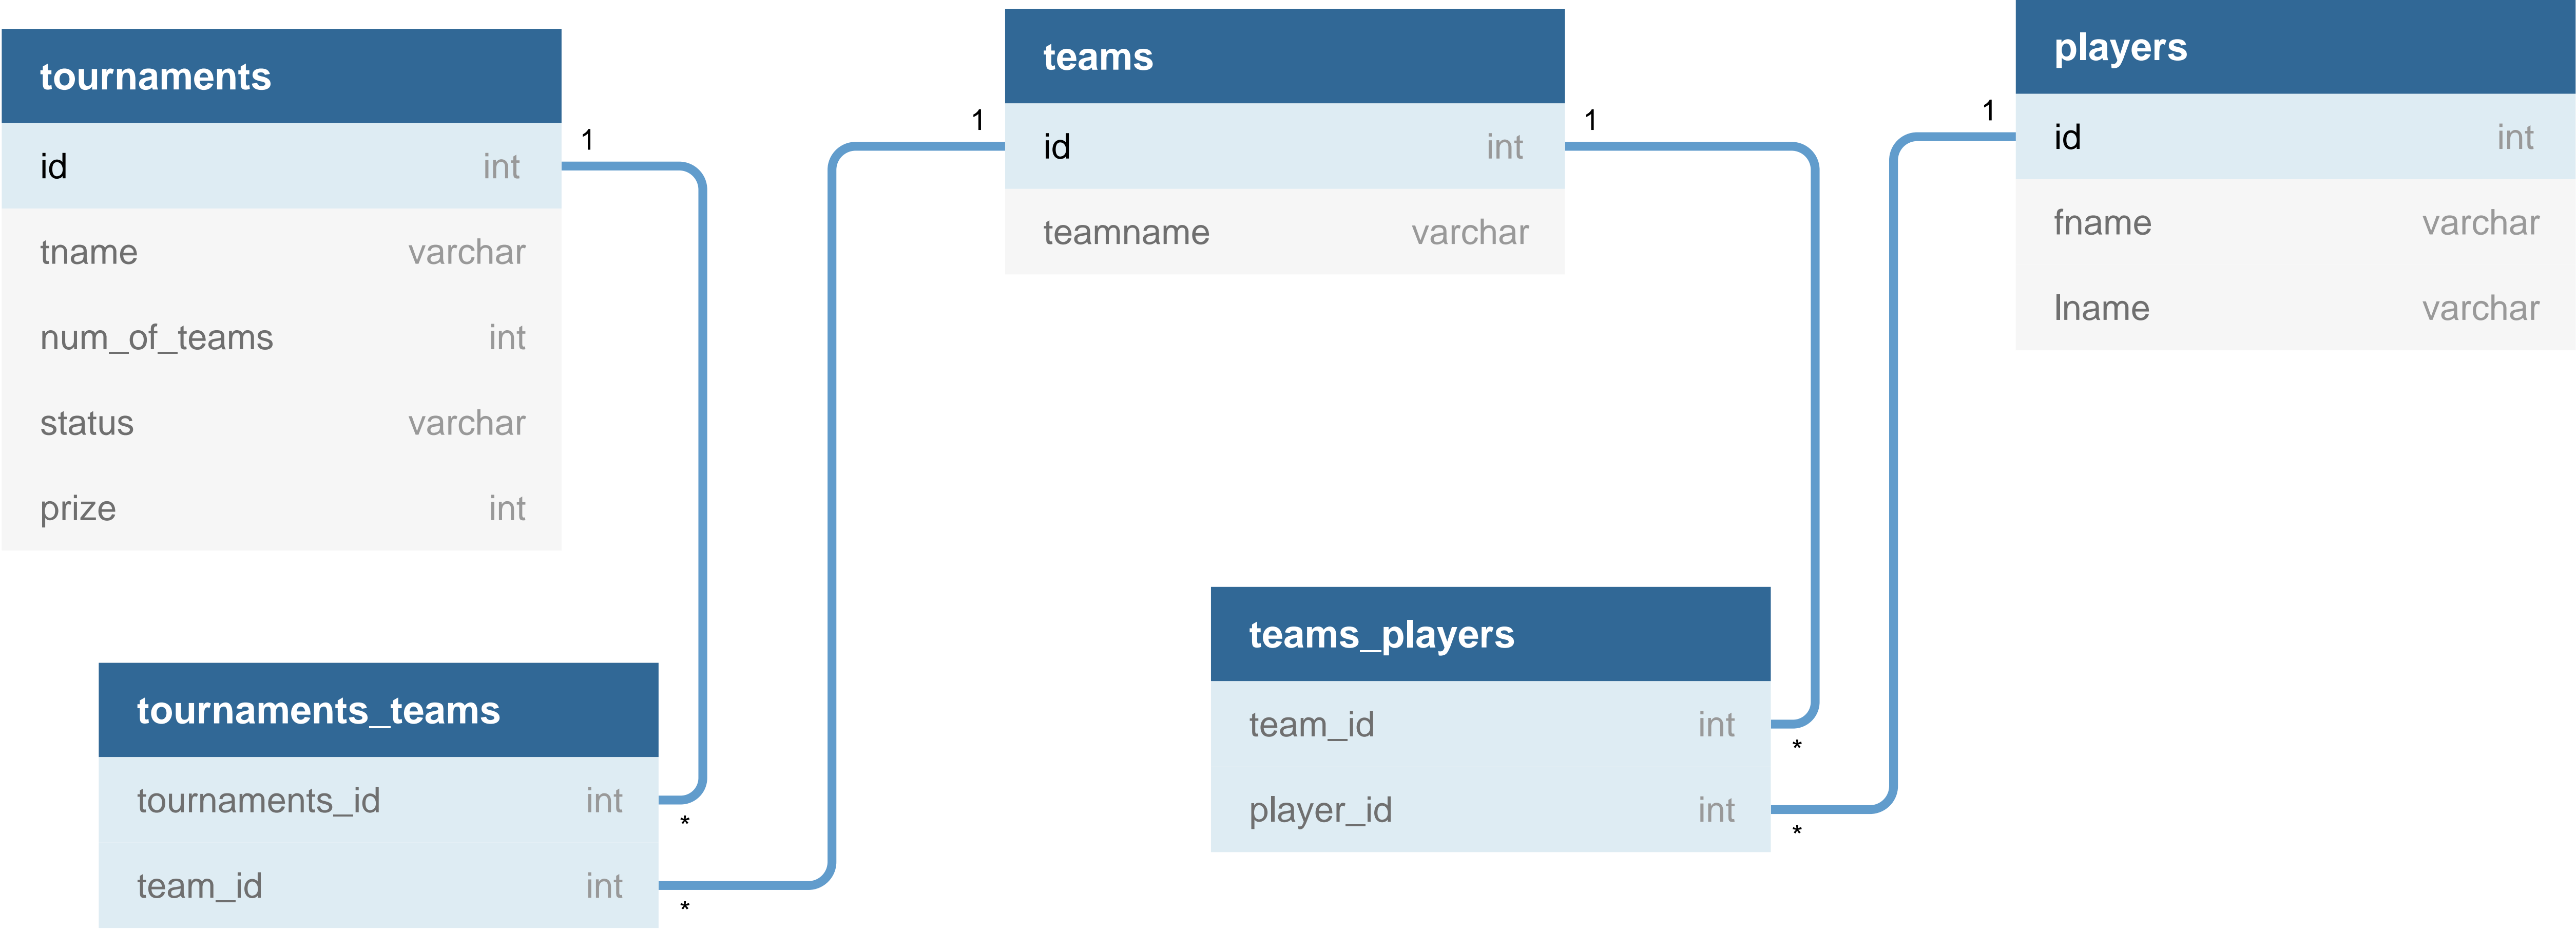 tournaments
id int
tname varchar
num_of_teams int
status varchar
prize int
1
*
tournaments_teams
tournaments_id int
team_id int
*
1
teams
id int
teamname varchar
1
*
teams_players
team_id int
player_id int
*
1
players
id int
fname varchar
lname varchar